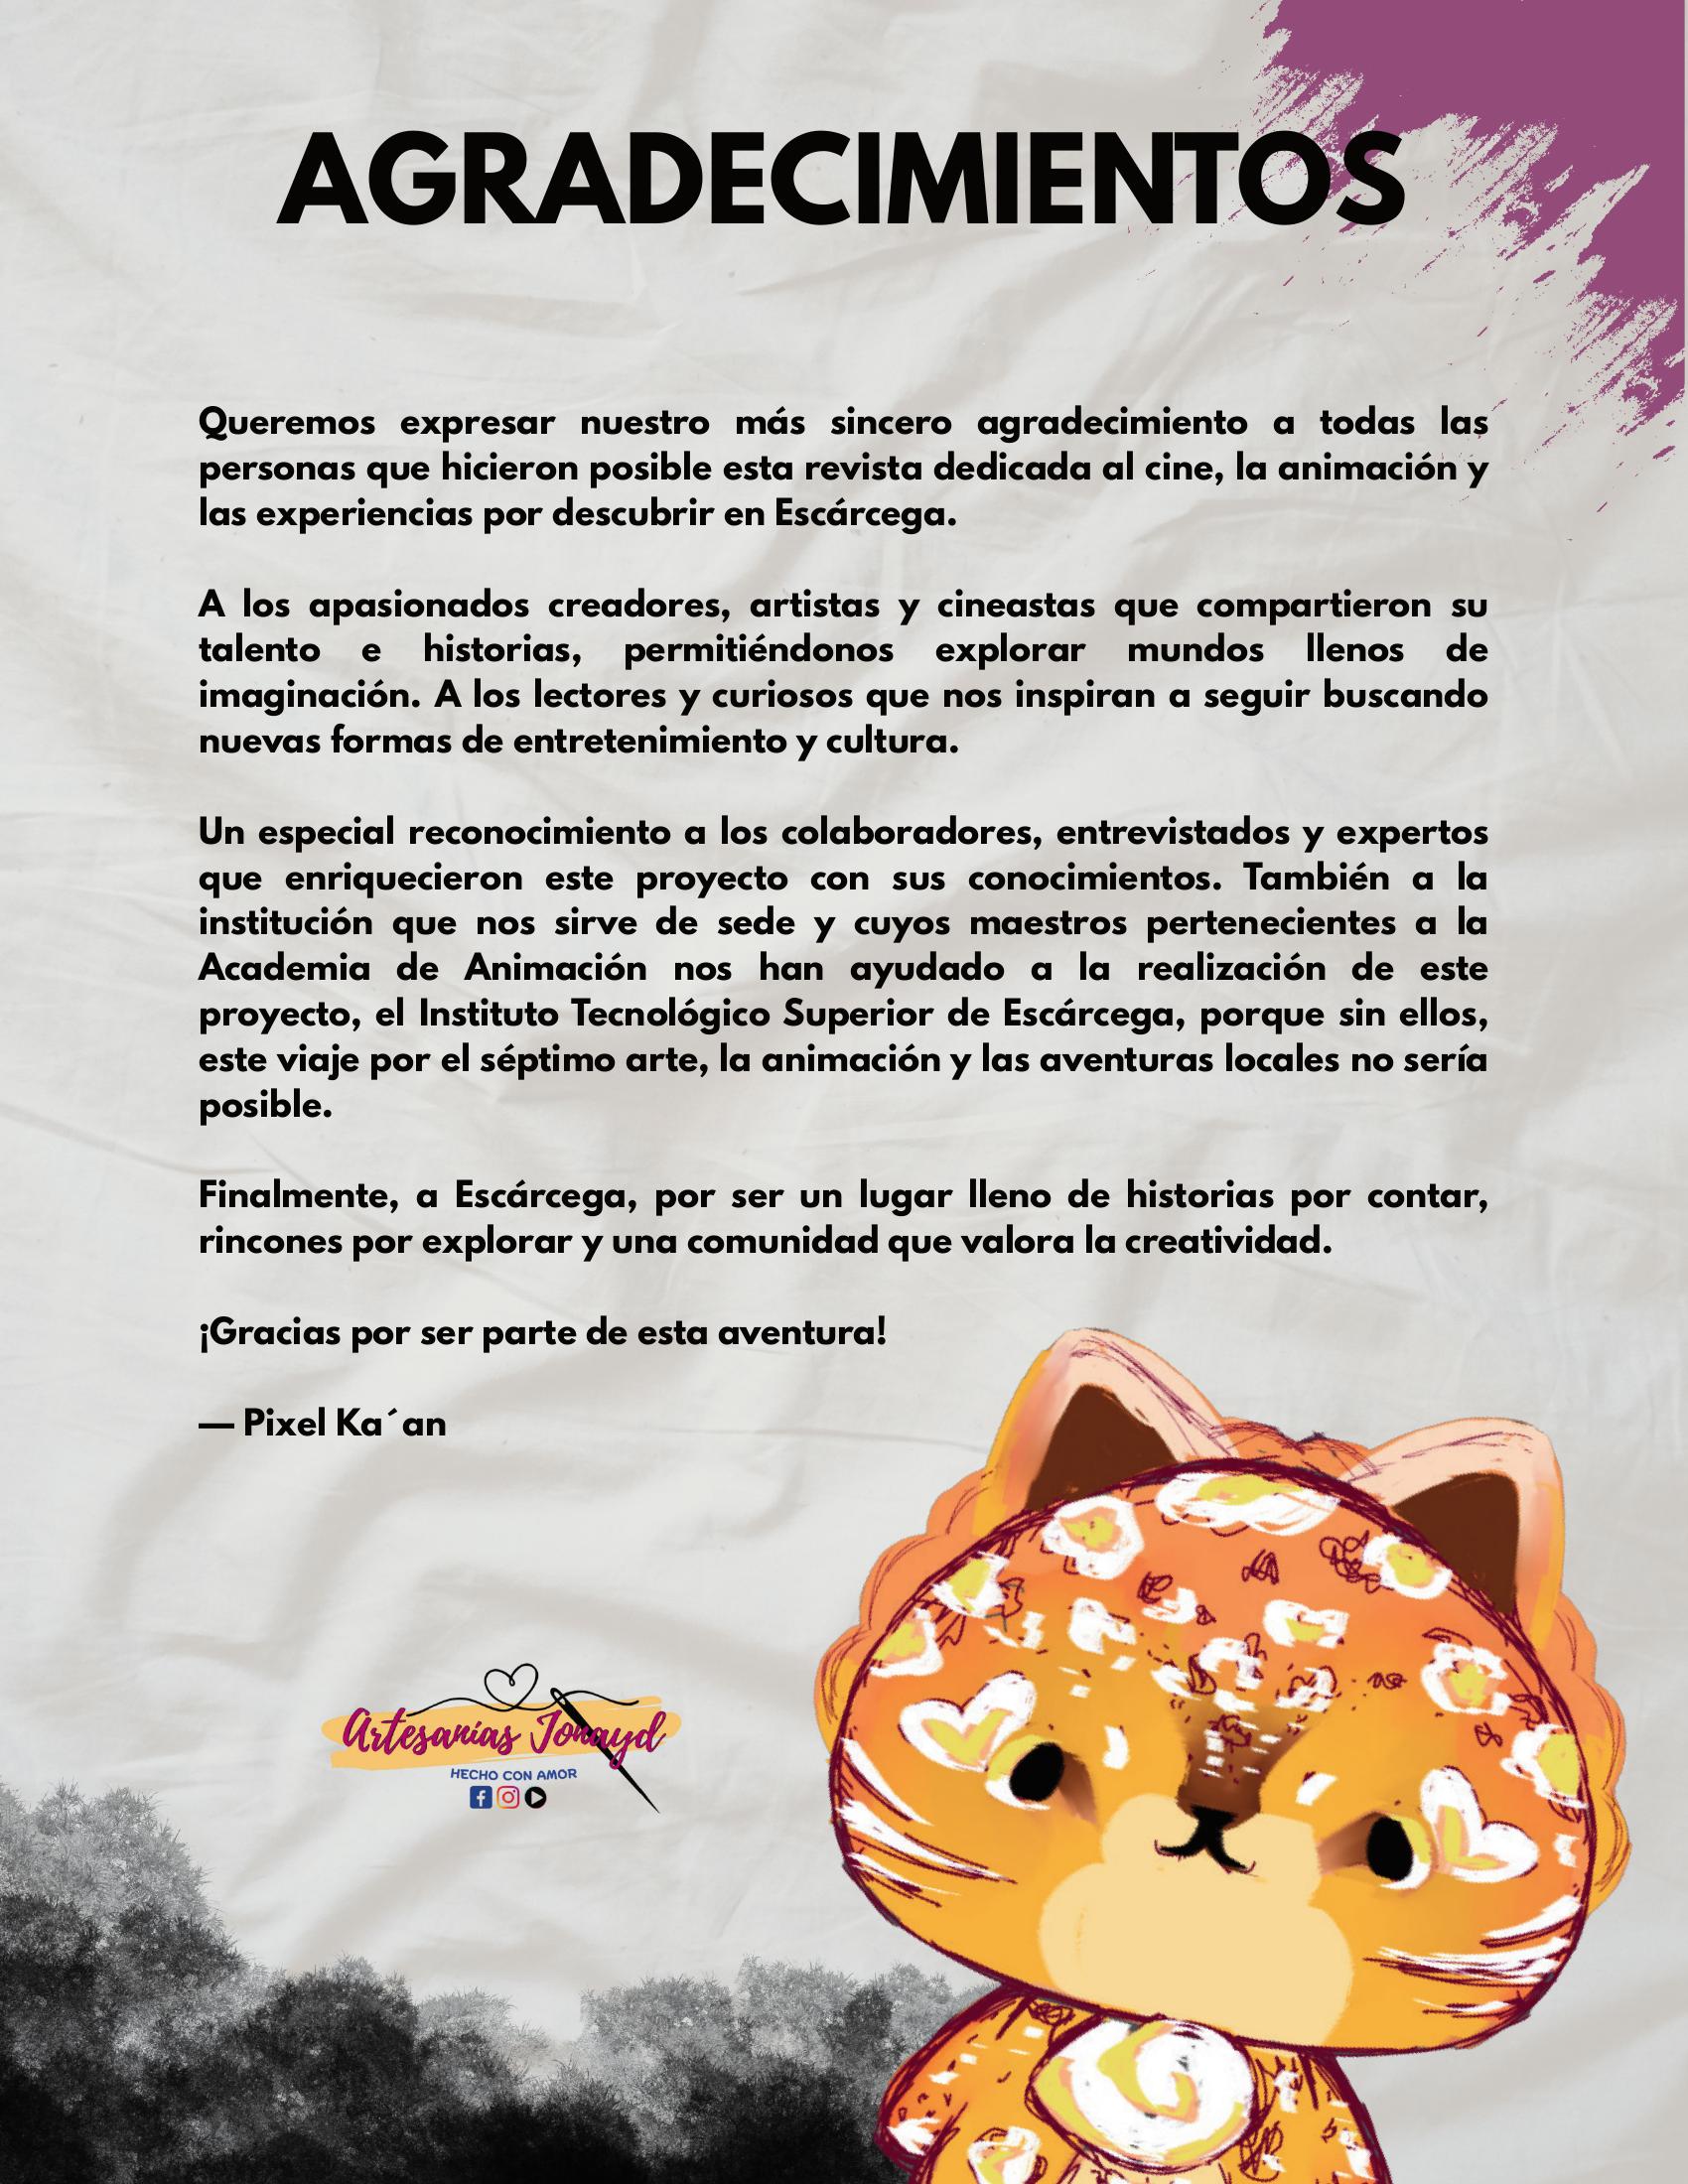 AGRADECIMIENTOS
Queremos expresar nuestro más sincero agradecimiento a todas las
personas que hicieron posible esta revista dedicada al cine, la animación y
las experiencias por descubrir en Escárcega.
A los apasionados creadores, artistas y cineastas que compartieron su
talento e historias, permitiéndonos explorar mundos llenos de
imaginación. A los lectores y curiosos que nos inspiran a seguir buscando
nuevas formas de entretenimiento y cultura.
Un especial reconocimiento a los colaboradores, entrevistados y expertos
que enriquecieron este proyecto con sus conocimientos. También a la
institución que nos sirve de sede y cuyos maestros pertenecientes a la
Academia de Animación nos han ayudado a la realización de este
proyecto, el Instituto Tecnológico Superior de Escárcega, porque sin ellos,
este viaje por el séptimo arte, la animación y las aventuras locales no sería
posible.
Finalmente, a Escárcega, por ser un lugar lleno de historias por contar,
rincones por explorar y una comunidad que valora la creatividad.
¡Gracias por ser parte de esta aventura!
— Pixel Ka´an
Artesanías Jonayd
HECHO CON AMOR